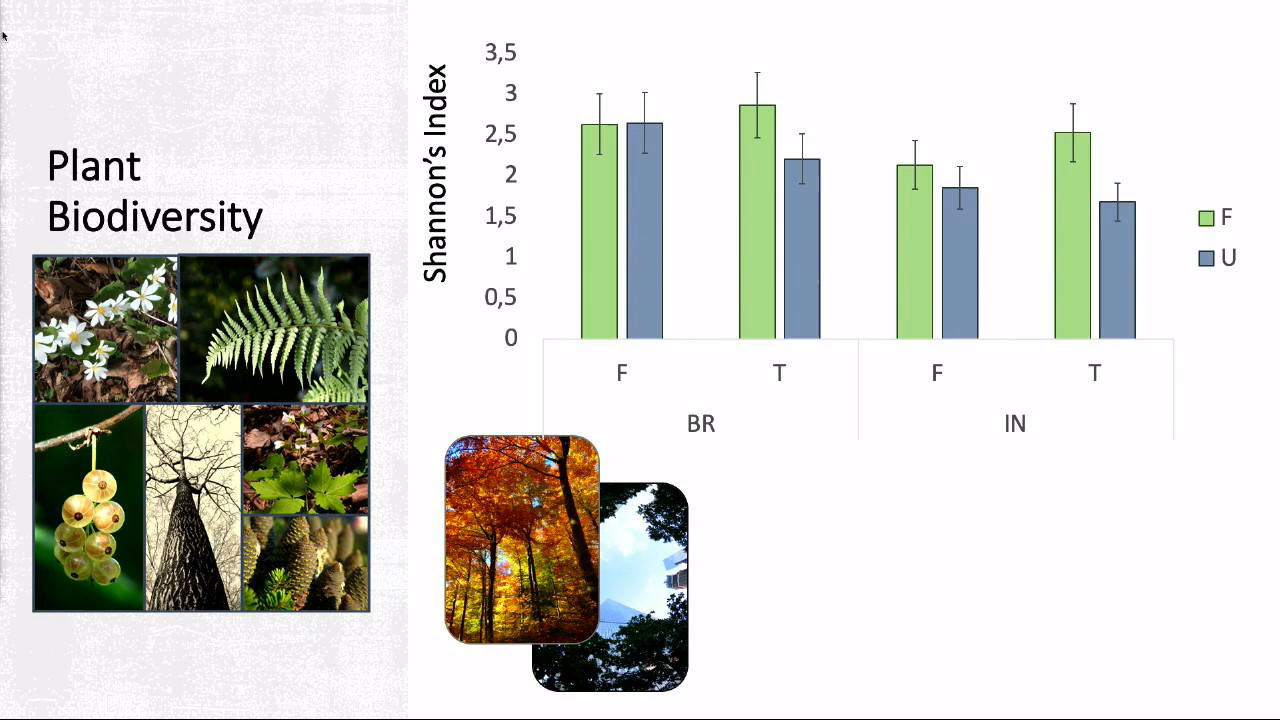 Plant
Biodiversity
Shannon's Index
3,5
3
2,5
2
1,5
1
0,5
0
F T F T
BR IN
F
U